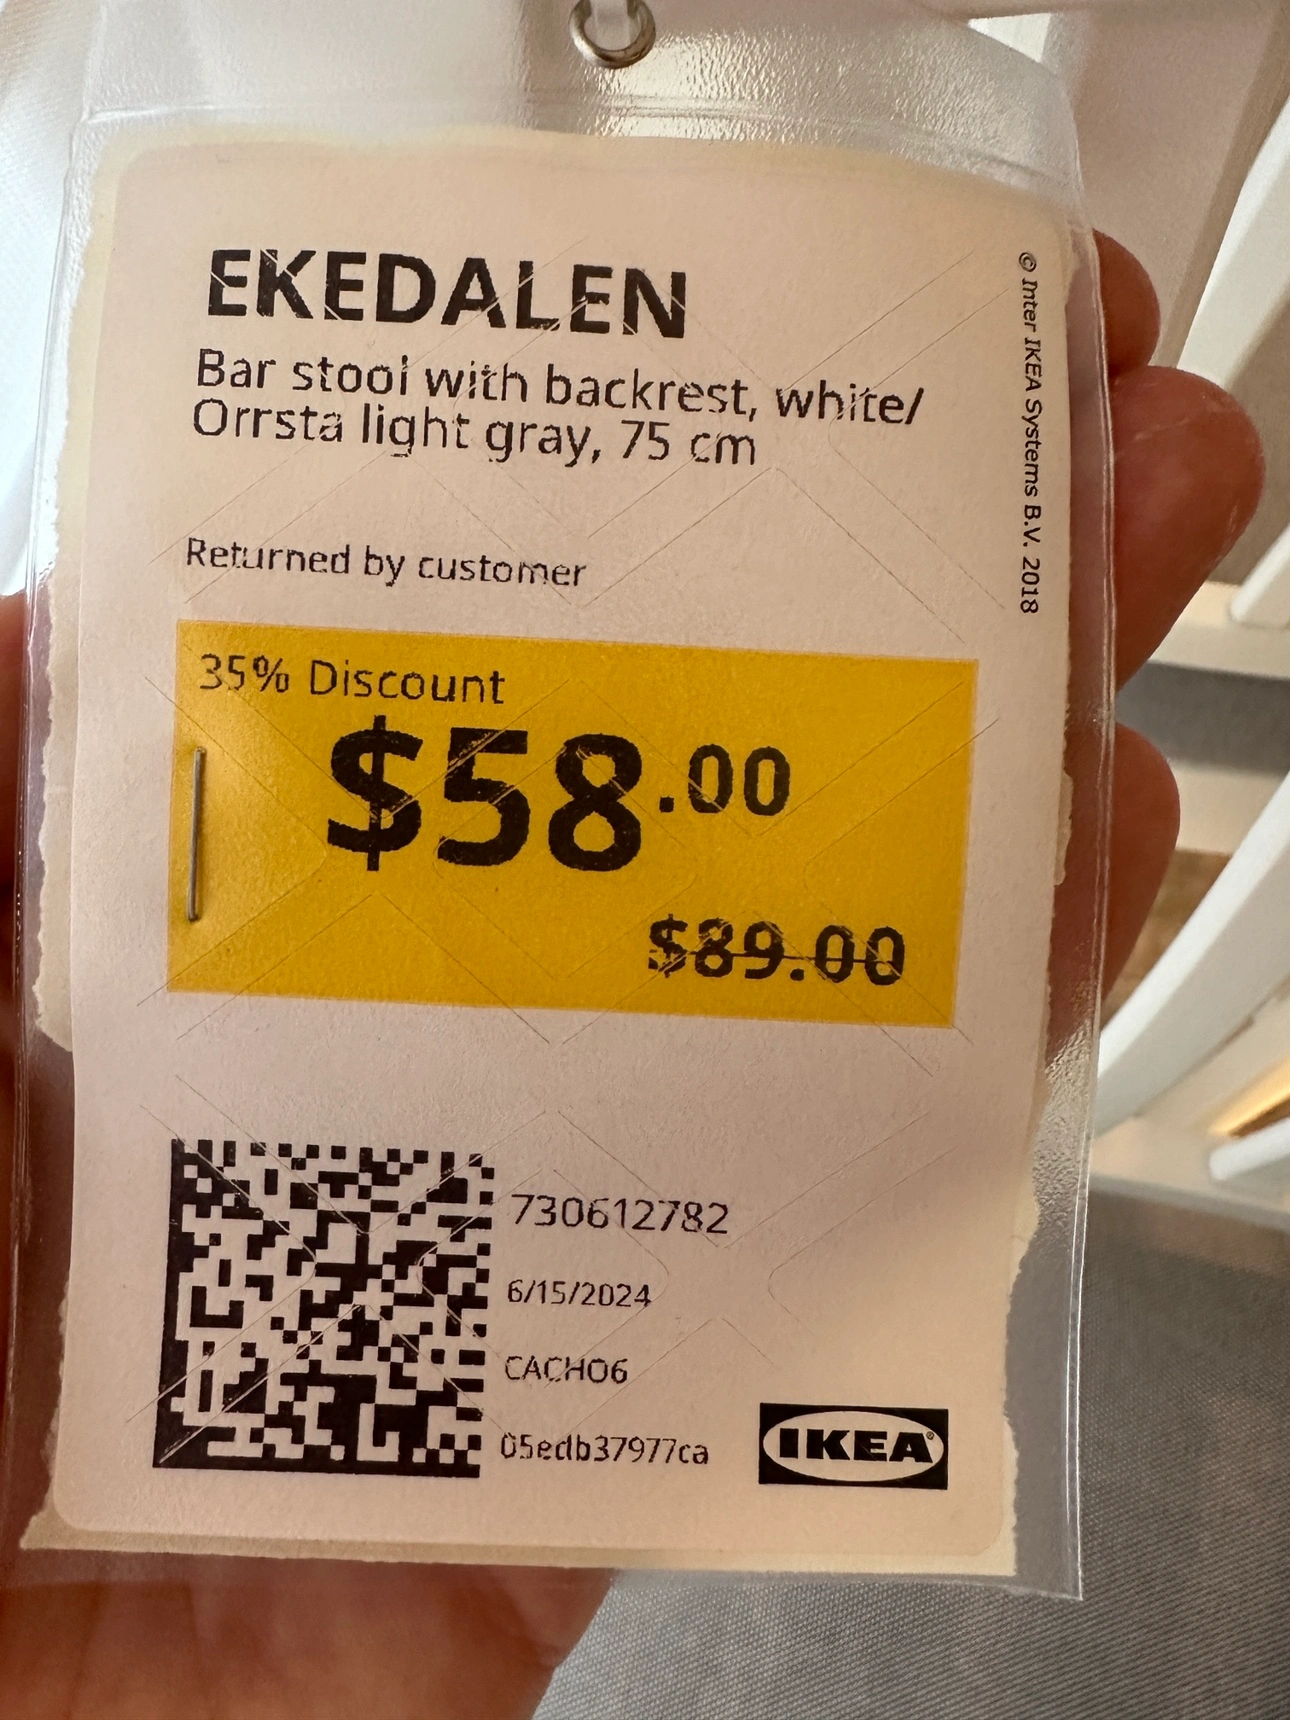 EKEDALEN
Bar stool with backrest, white/
Orrsta light gray, 75 cm
Returned by customer
35% Discount
$58.00
$89.00
730612782
6/15/2024
CACHO6
05edb37977ca
IKEA®
© Inter IKEA Systems B.V. 2018